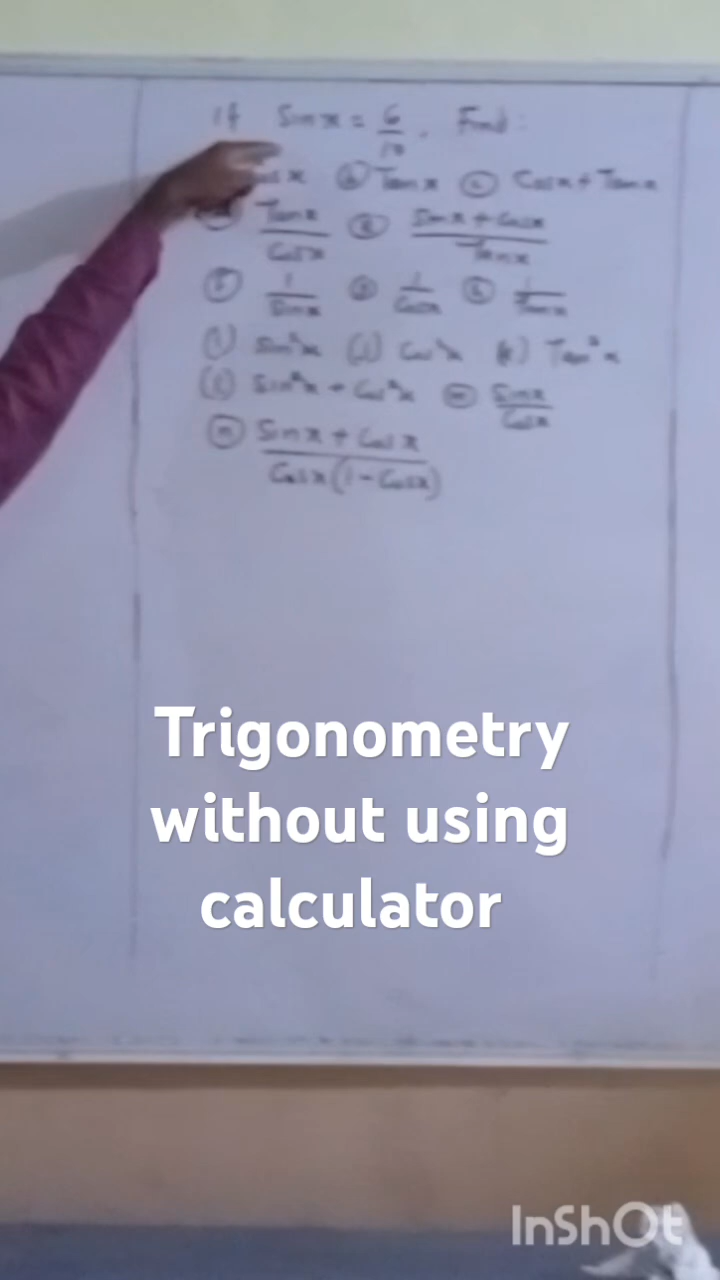 If Sinx = 6/10. Find:
x (b) Tanx (c) Cosx + Tanx
Tanx/Cosx (e) Sinx + Cosx/Tanx
(f) 1/Sinx (g) 1/Cosx (h) 1/Tanx
(i) Sin²x (j) Cos²x (k) Tan²x
(l) Sin²x + Cos²x (m) Sinx/Cosx
(n) Sinx + Cosx/Cosx(1 - Cosx)
Trigonometry
without using
calculator
InShOt